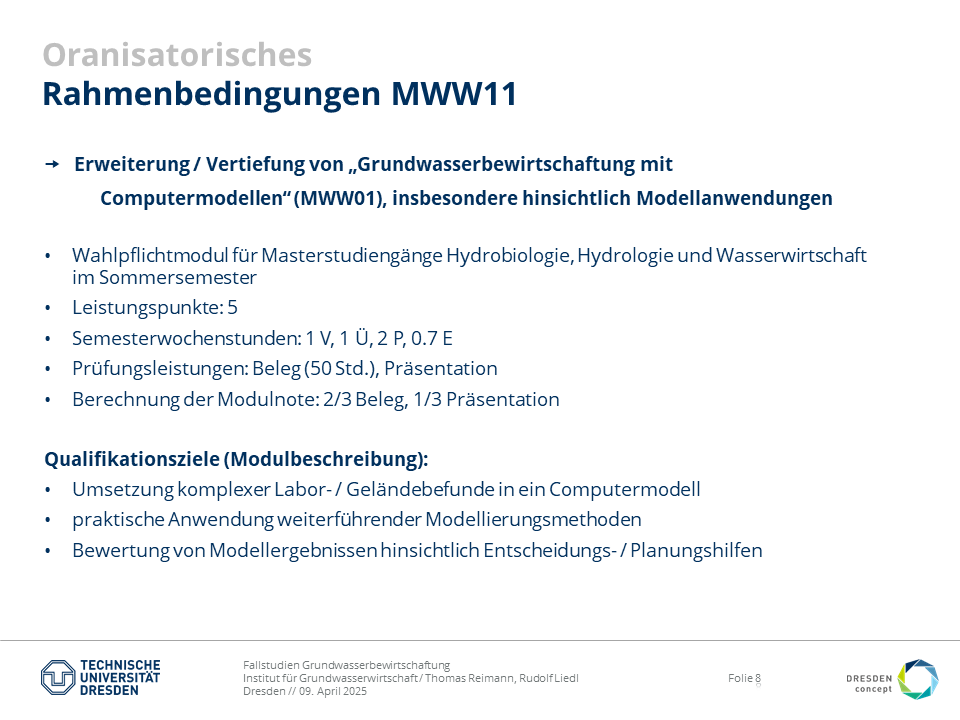 Oranisatorisches
Rahmenbedingungen MWW11
➔ Erweiterung / Vertiefung von „Grundwasserbewirtschaftung mit
Computermodellen“ (MWW01), insbesondere hinsichtlich Modellanwendungen
• Wahlpflichtmodul für Masterstudiengänge Hydrobiologie, Hydrologie und Wasserwirtschaft
im Sommersemester
• Leistungspunkte: 5
• Semesterwochenstunden: 1 V, 1 Ü, 2 P, 0.7 E
• Prüfungsleistungen: Beleg (50 Std.), Präsentation
• Berechnung der Modulnote: 2/3 Beleg, 1/3 Präsentation
Qualifikationsziele (Modulbeschreibung):
• Umsetzung komplexer Labor- / Geländebefunde in ein Computermodell
• praktische Anwendung weiterführender Modellierungsmethoden
• Bewertung von Modellergebnissen hinsichtlich Entscheidungs- / Planungshilfen
TECHNISCHE
UNIVERSITÄT
DRESDEN
Fallstudien Grundwasserbewirtschaftung
Institut für Grundwasserwirtschaft / Thomas Reimann, Rudolf Liedl
Dresden // 09. April 2025
Folie 8
DRESDEN
concept